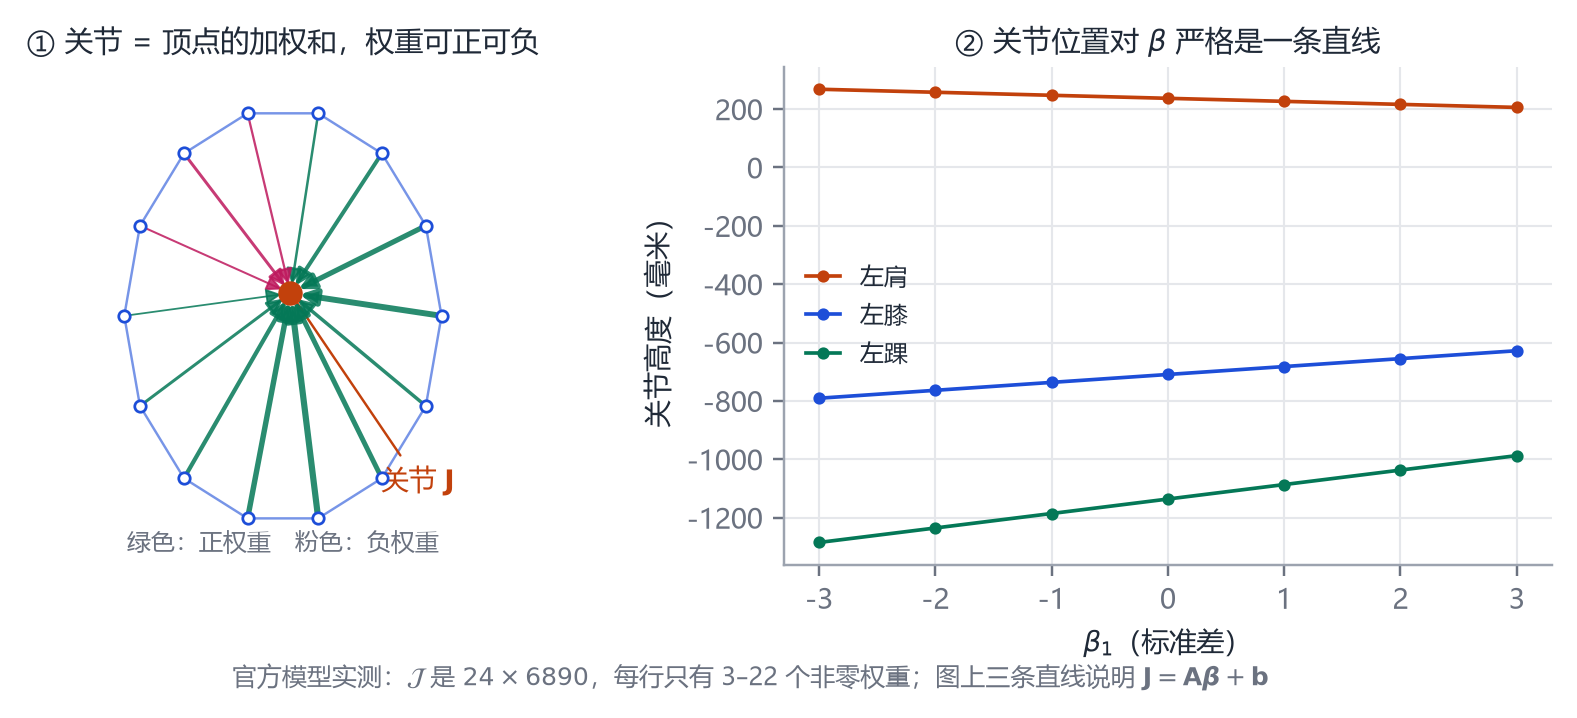 ① 关节 = 顶点的加权和，权重可正可负
关节 J
绿色：正权重 粉色：负权重
② 关节位置对 β 严格是一条直线
关节高度（毫米）
200
0
-200
-400
-600
-800
-1000
-1200
左肩
左膝
左踝
-3 -2 -1 0 1 2 3
β₁（标准差）
官方模型实测：𝒥 是 24 × 6890，每行只有 3–22 个非零权重；图上三条直线说明 J = Aβ + b